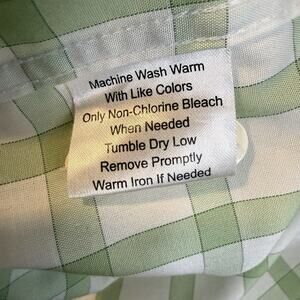 Machine Wash Warm
With Like Colors
Only Non-Chlorine Bleach
When Needed
Tumble Dry Low
Remove Promptly
Warm Iron If Needed